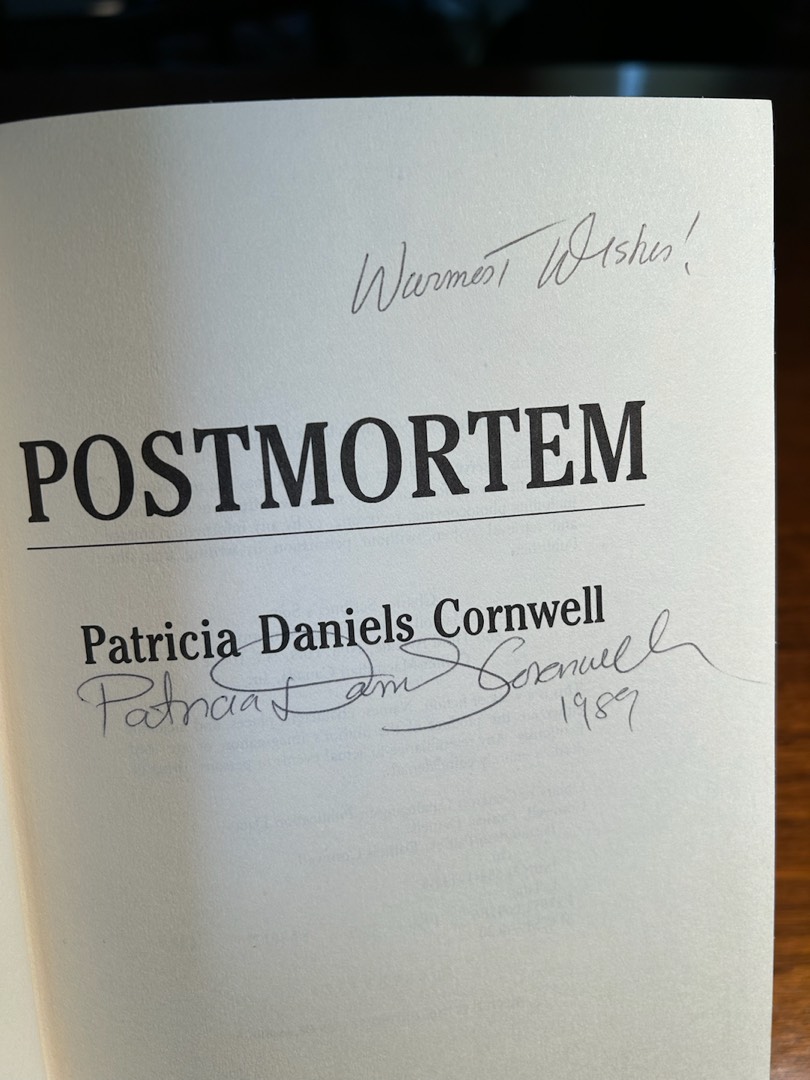 Warmest Wishes!
POSTMORTEM
Patricia Daniels Cornwell
Patricia Daniels Cornwell
1989